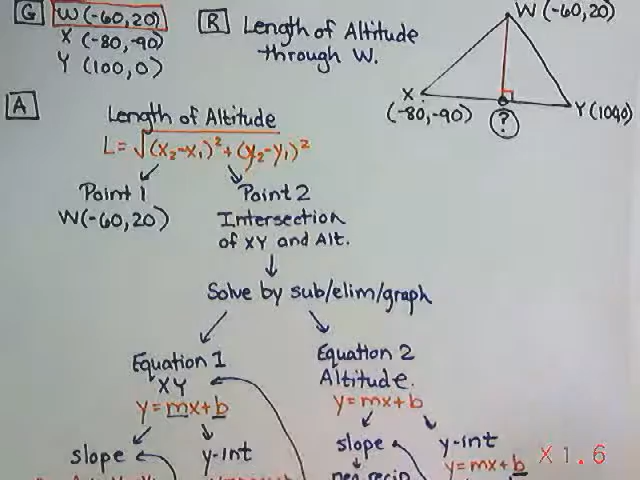 G W(-60,20)
X (-80,-90)
Y (100,0)
R Length of Altitude
through W.
W(-60,20)
X
(-80,-90)
Y(100,0)
?
A
Length of Altitude
L=√(x₂-x₁)²+(y₂-y₁)²
Point 1
W(-60,20)
Point 2
Intersection
of XY and Alt.
Solve by sub/elim/graph
Equation 1
XY
y=mx+b
slope
y-int
Equation 2
Altitude.
y=mx+b
slope
neg.recip
y-int
y=mx+b
X1.6